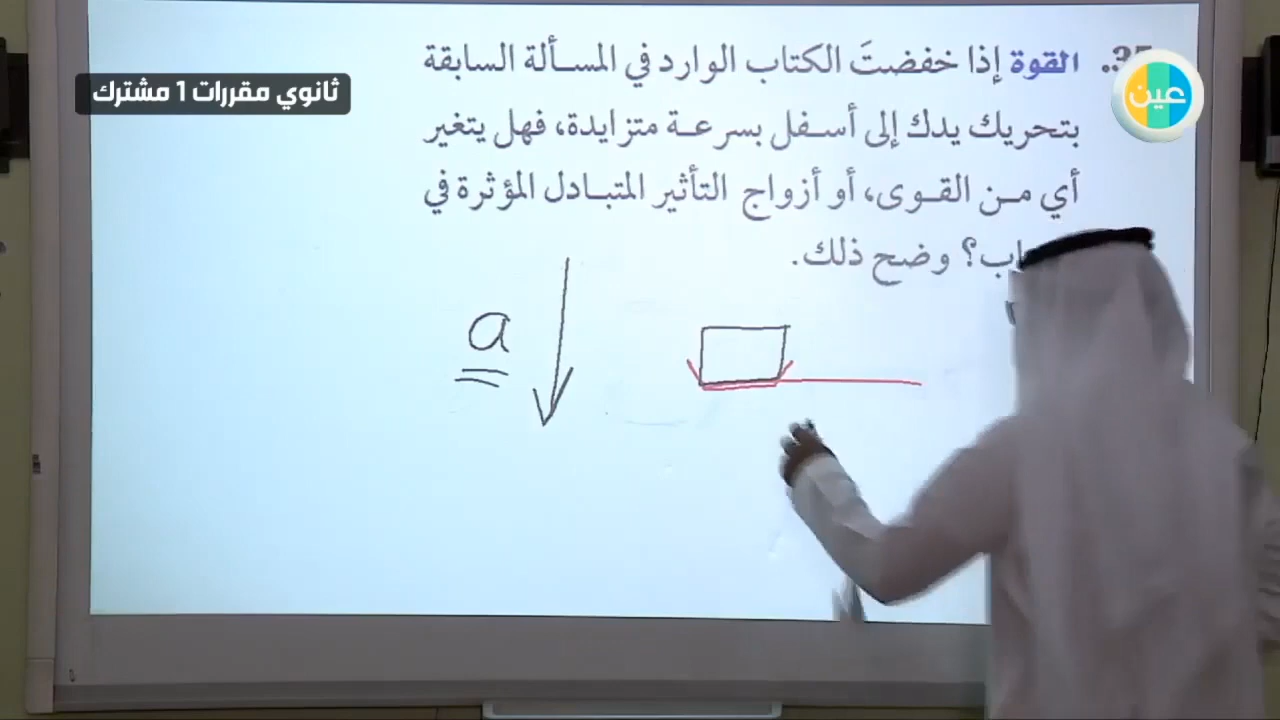 ثانوي مقررات 1 مشترك
عين
القوة إذا خفضتَ الكتاب الوارد في المسألة السابقة
بتحريك يدك إلى أسفل بسرعة متزايدة، فهل يتغير
أي من القوى، أو أزواج التأثير المتبادل المؤثرة في
وضح ذلك.
a